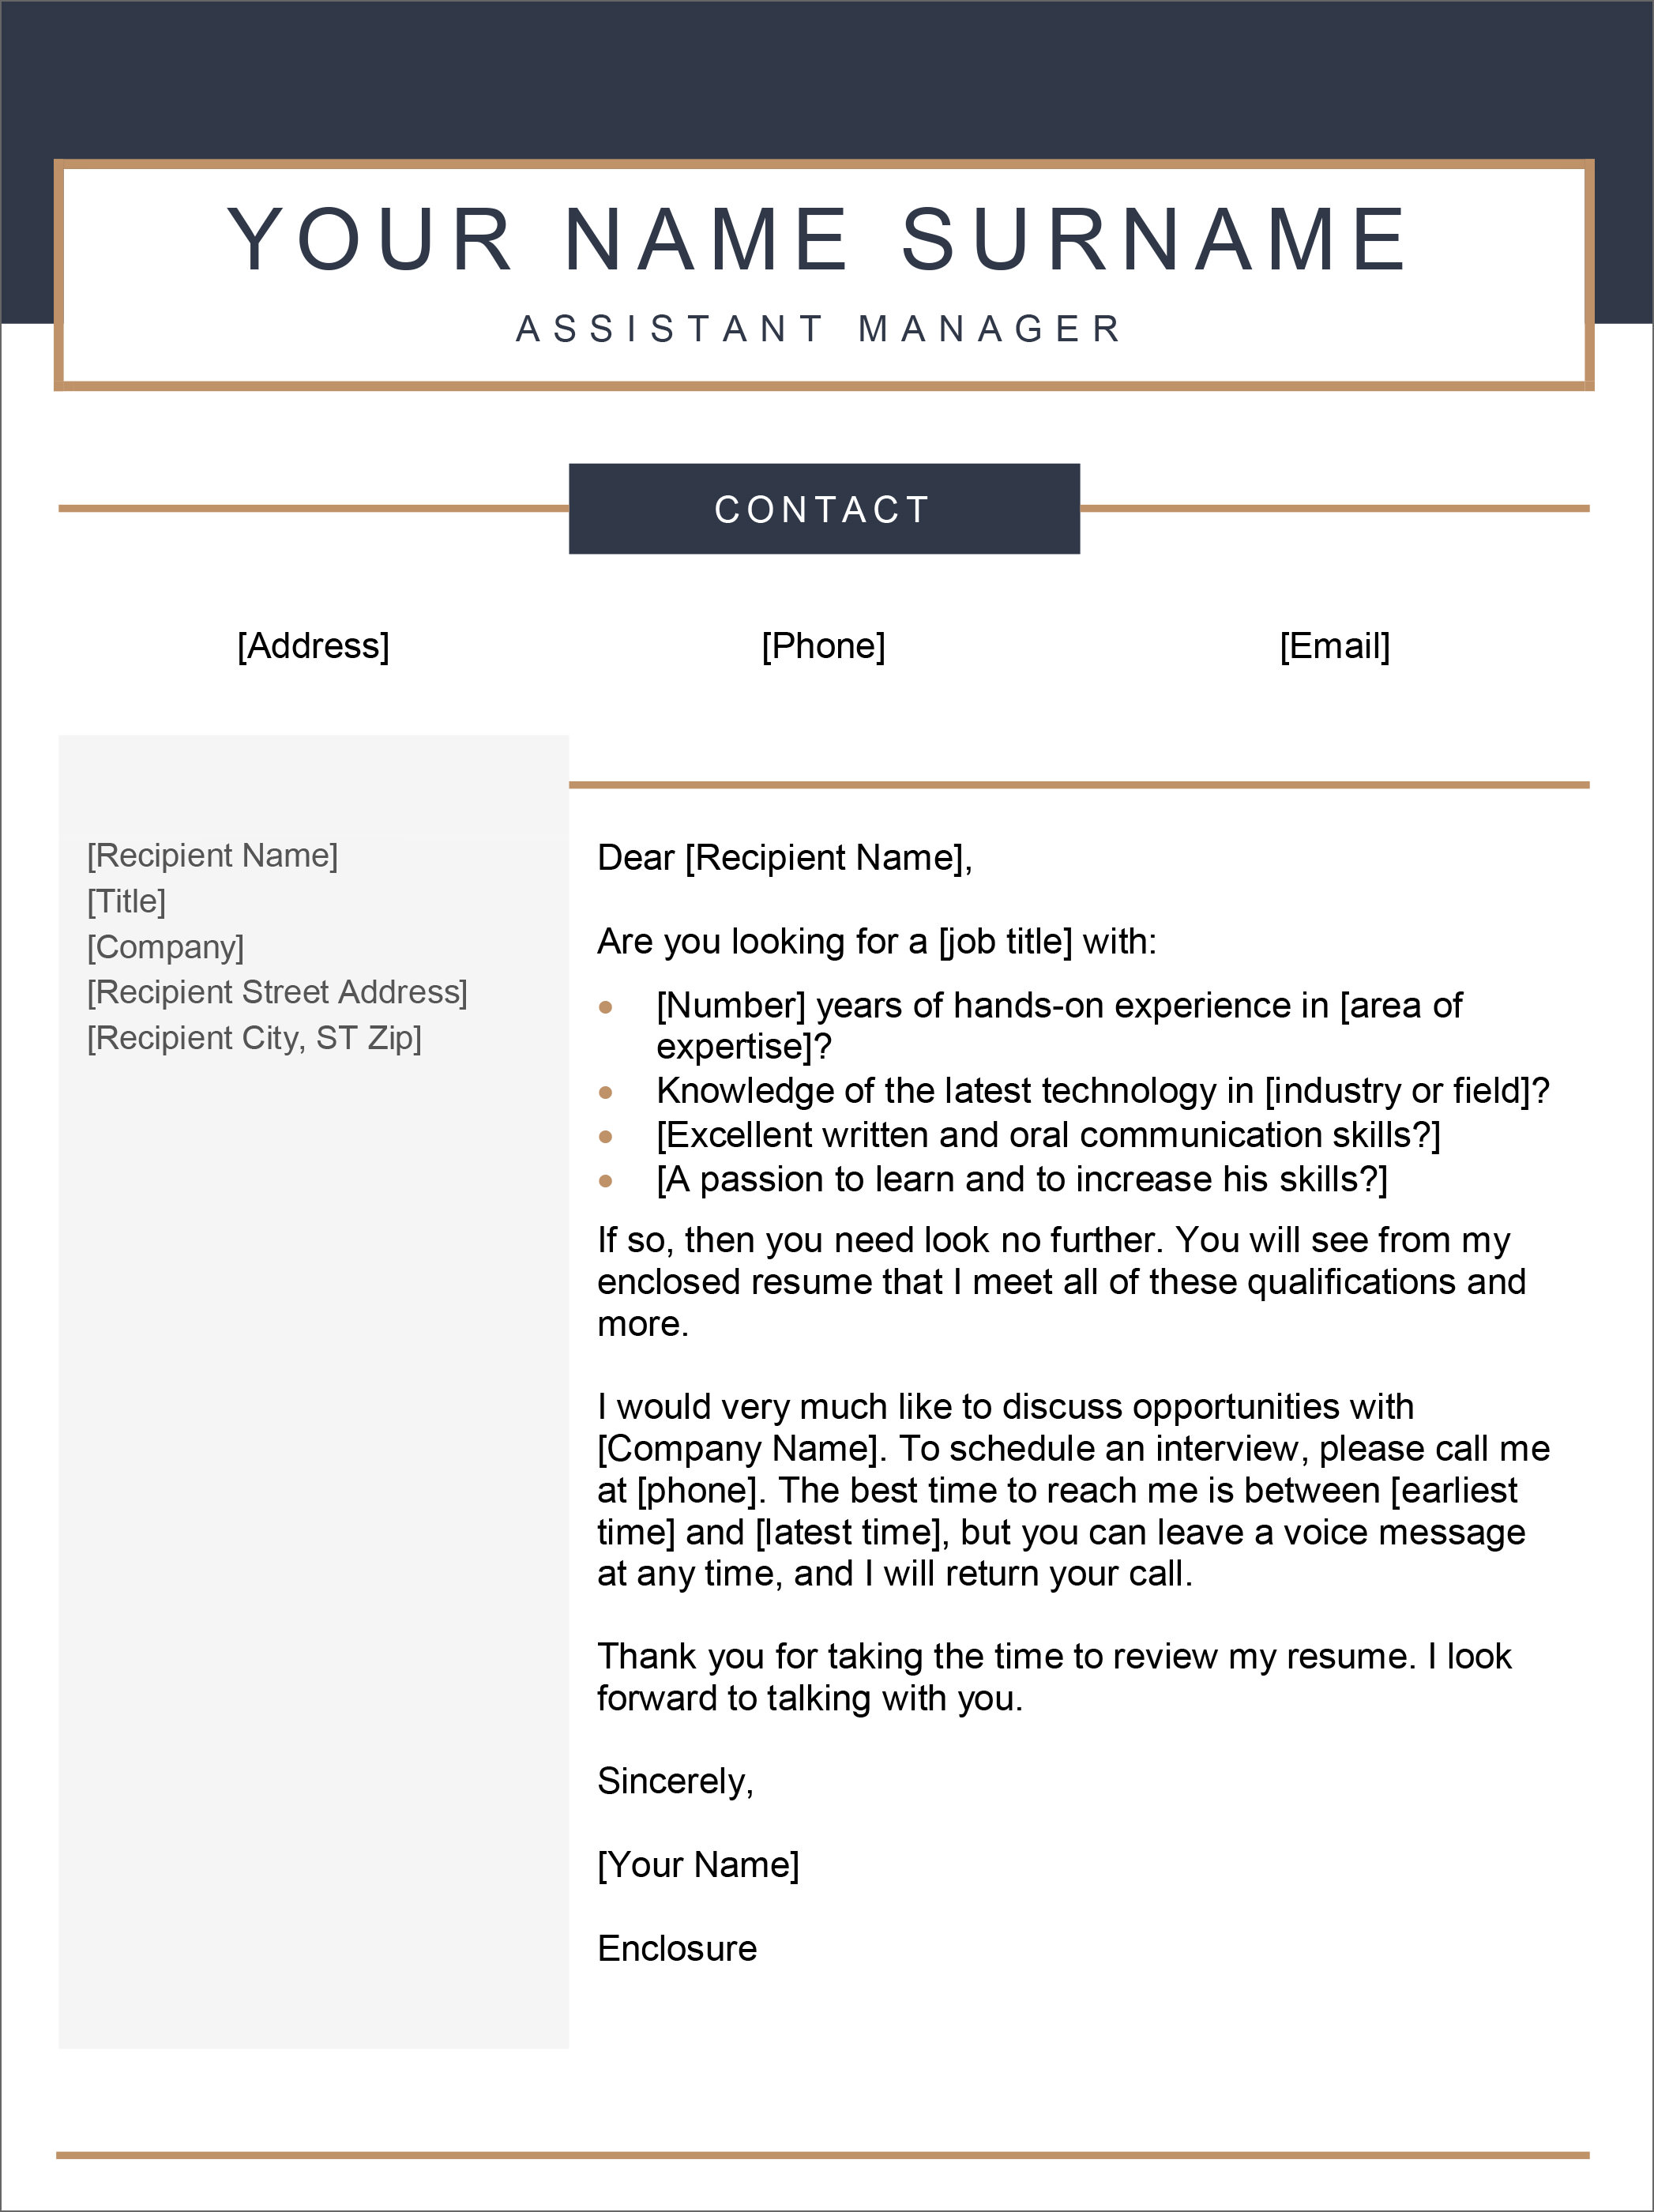 YOUR NAME SURNAME
ASSISTANT MANAGER
CONTACT
[Address]
[Phone]
[Email]
[Recipient Name]
[Title]
[Company]
[Recipient Street Address]
[Recipient City, ST Zip]
Dear [Recipient Name],
Are you looking for a [job title] with:
• [Number] years of hands-on experience in [area of
expertise]?
• Knowledge of the latest technology in [industry or field]?
• [Excellent written and oral communication skills?]
• [A passion to learn and to increase his skills?]
If so, then you need look no further. You will see from my
enclosed resume that I meet all of these qualifications and
more.
I would very much like to discuss opportunities with
[Company Name]. To schedule an interview, please call me
at [phone]. The best time to reach me is between [earliest
time] and [latest time], but you can leave a voice message
at any time, and I will return your call.
Thank you for taking the time to review my resume. I look
forward to talking with you.
Sincerely,
[Your Name]
Enclosure